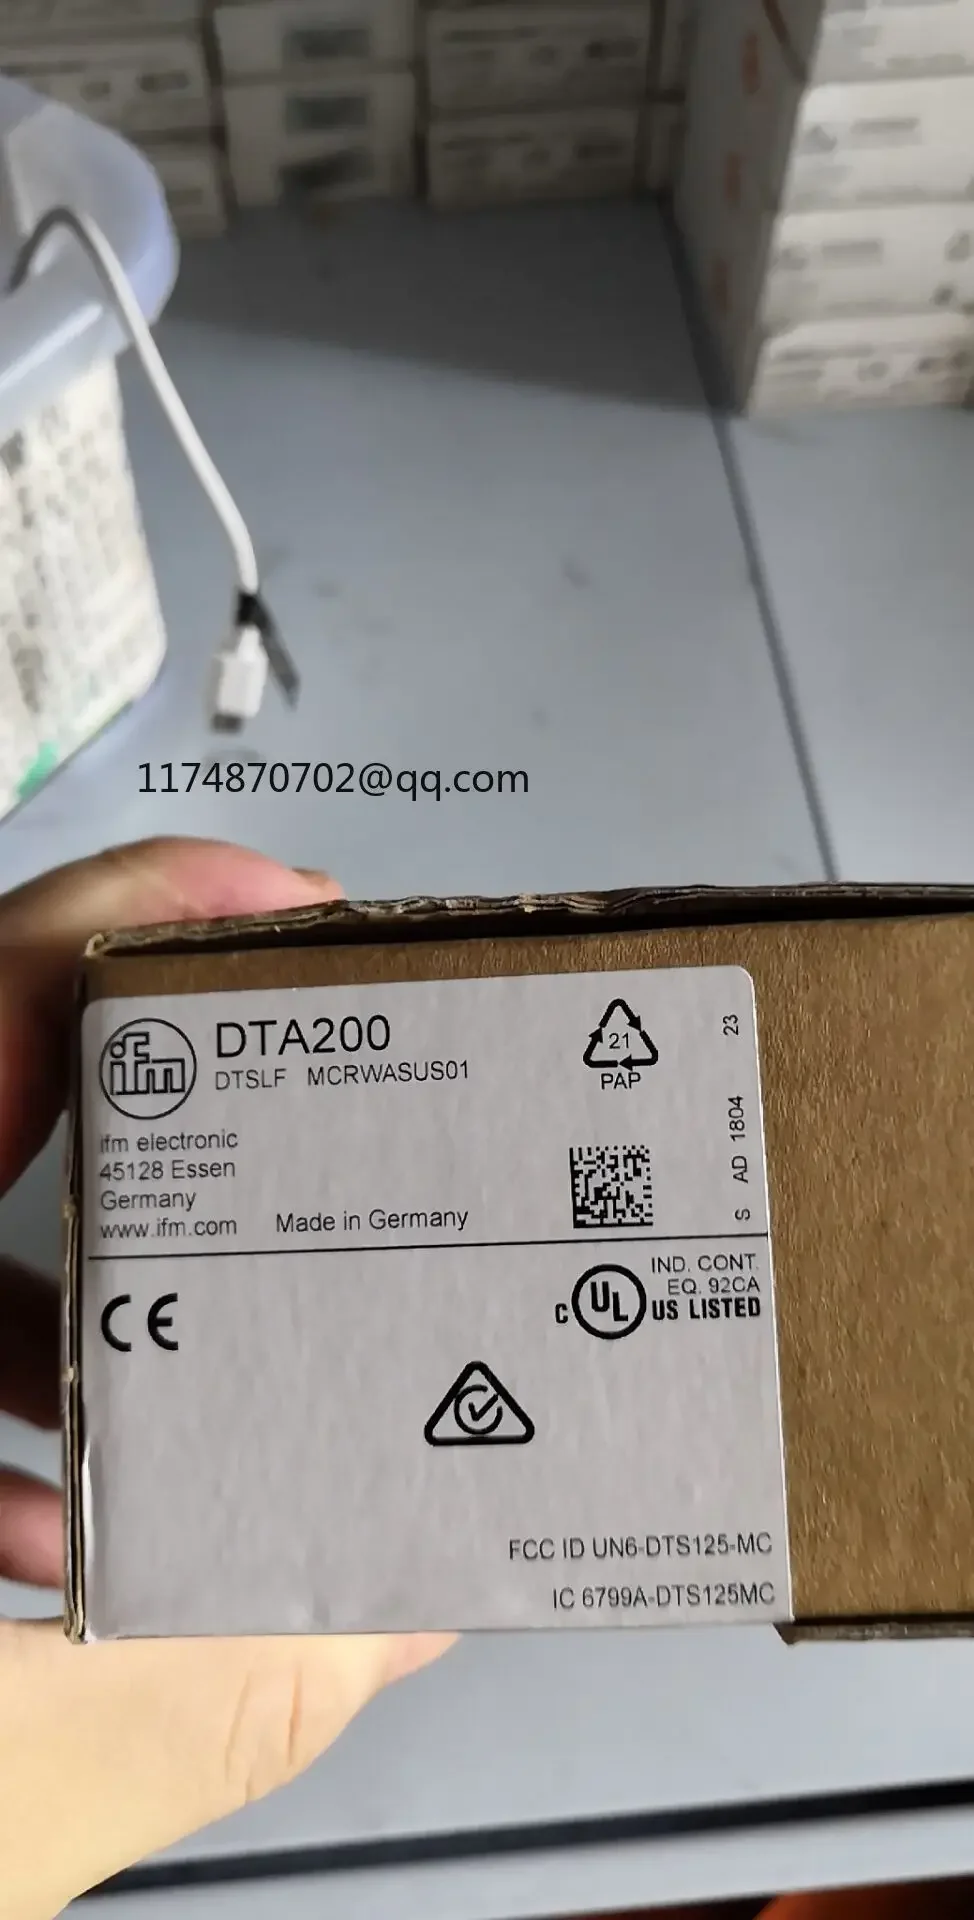 1174870702@qq.com
ifm
DTA200
DTSLF MCRWASUS01
ifm electronic
45128 Essen
Germany
www.ifm.com
Made in Germany
21
PAP
S AD 1804 23
CE
C UL US LISTED
IND. CONT.
EQ. 92CA
FCC ID UN6-DTS125-MC
IC 6799A-DTS125MC